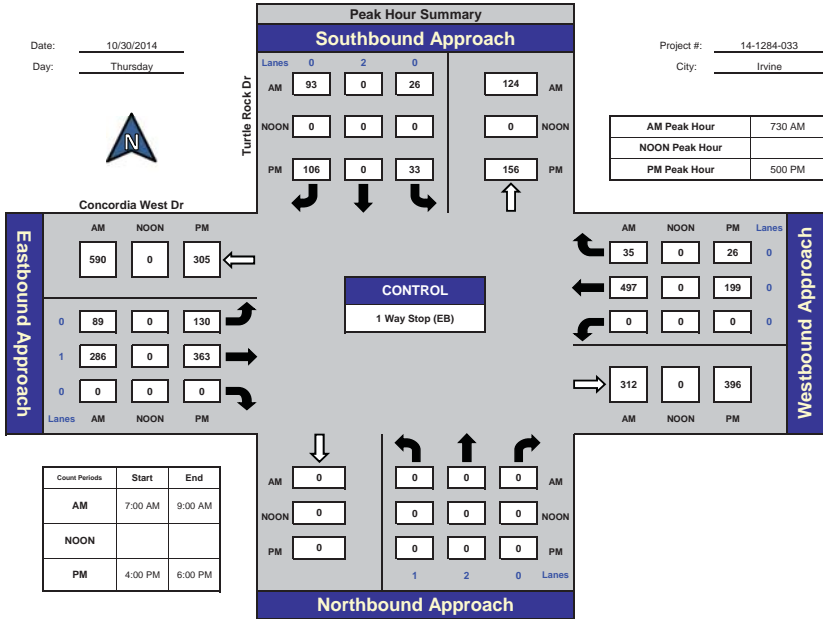 Peak Hour Summary
Southbound Approach
Date: 10/30/2014
Day: Thursday
Project #: 14-1284-033
City: Irvine
Turtle Rock Dr
Lanes 0 2 0
AM 93 0 26 124 AM
NOON 0 0 0 0 NOON
PM 106 0 33 156 PM
N
AM Peak Hour 730 AM
NOON Peak Hour
PM Peak Hour 500 PM
Concordia West Dr
Eastbound Approach
AM NOON PM
590 0 305
0 89 0 130
1 286 0 363
0 0 0 0
Lanes AM NOON PM
CONTROL
1 Way Stop (EB)
AM NOON PM Lanes
35 0 26 0
497 0 199 0
0 0 0 0
312 0 396
AM NOON PM
Westbound Approach
Count Periods Start End
AM 7:00 AM 9:00 AM
NOON
PM 4:00 PM 6:00 PM
AM 0 0 0 0 AM
NOON 0 0 0 0 NOON
PM 0 0 0 0 PM
1 2 0 Lanes
Northbound Approach